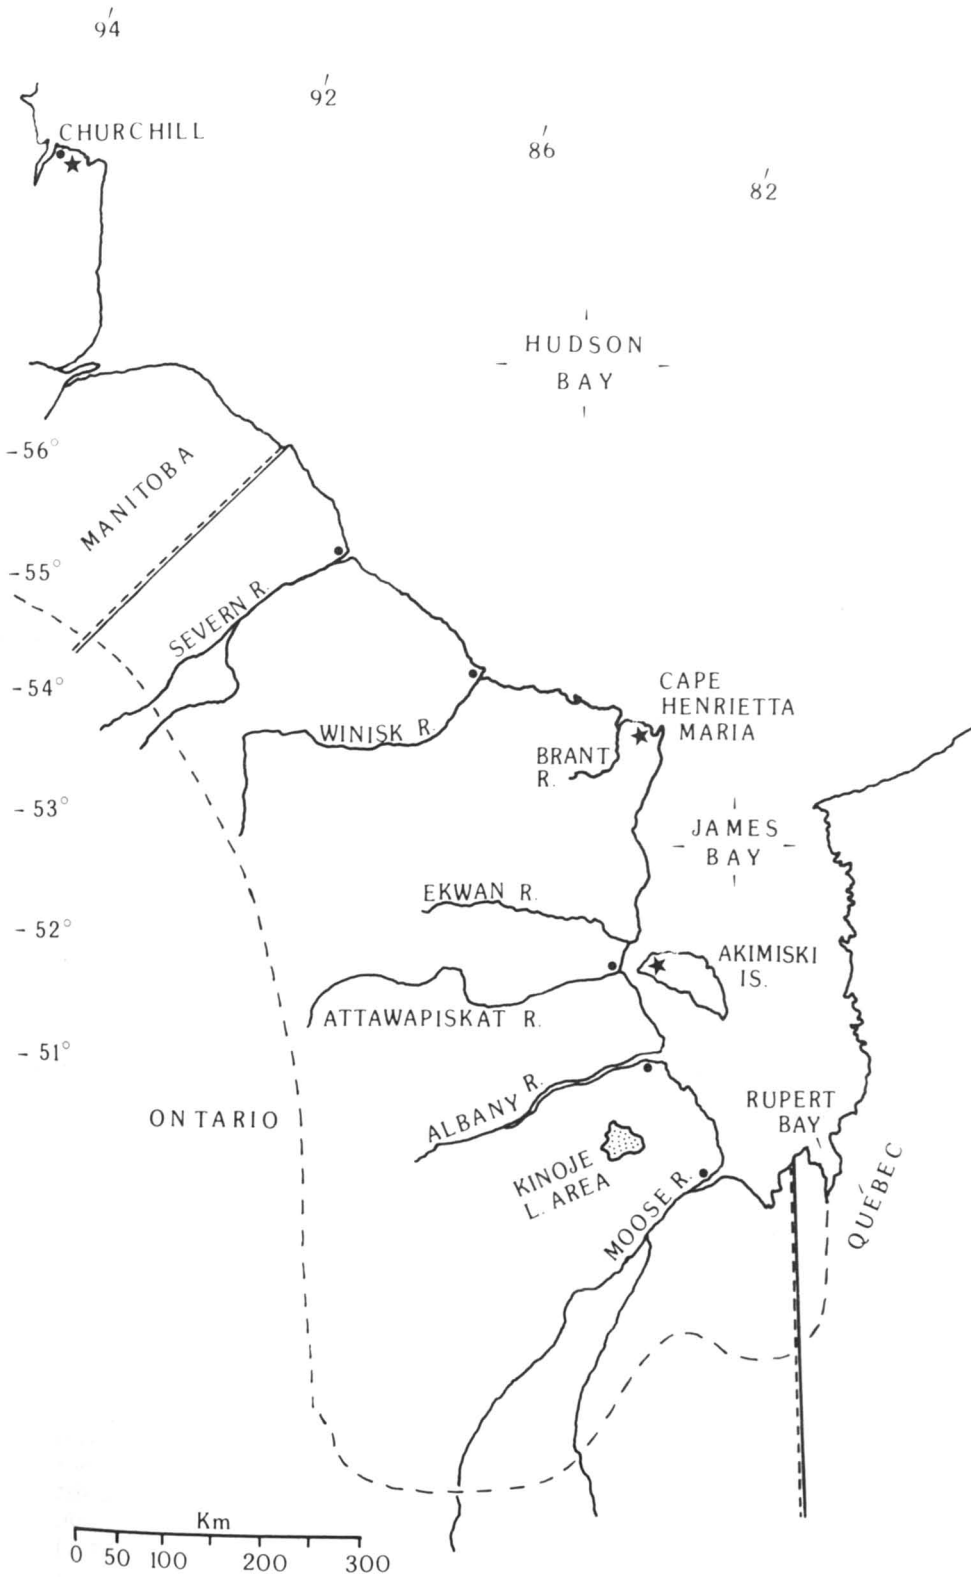 94
92
86
82
CHURCHILL
HUDSON
BAY
-56°
MANITOBA
-55°
SEVERN R.
-54°
CAPE
HENRIETTA
MARIA
WINISK R.
BRANT
R.
-53°
JAMES
BAY
EKWAN R.
-52°
AKIMISKI
IS.
ATTAWAPISKAT R.
-51°
ALBANY R.
RUPERT
BAY
ONTARIO
KINOJE
L. AREA
MOOSE R.
QUÉBEC
Km
0 50 100 200 300